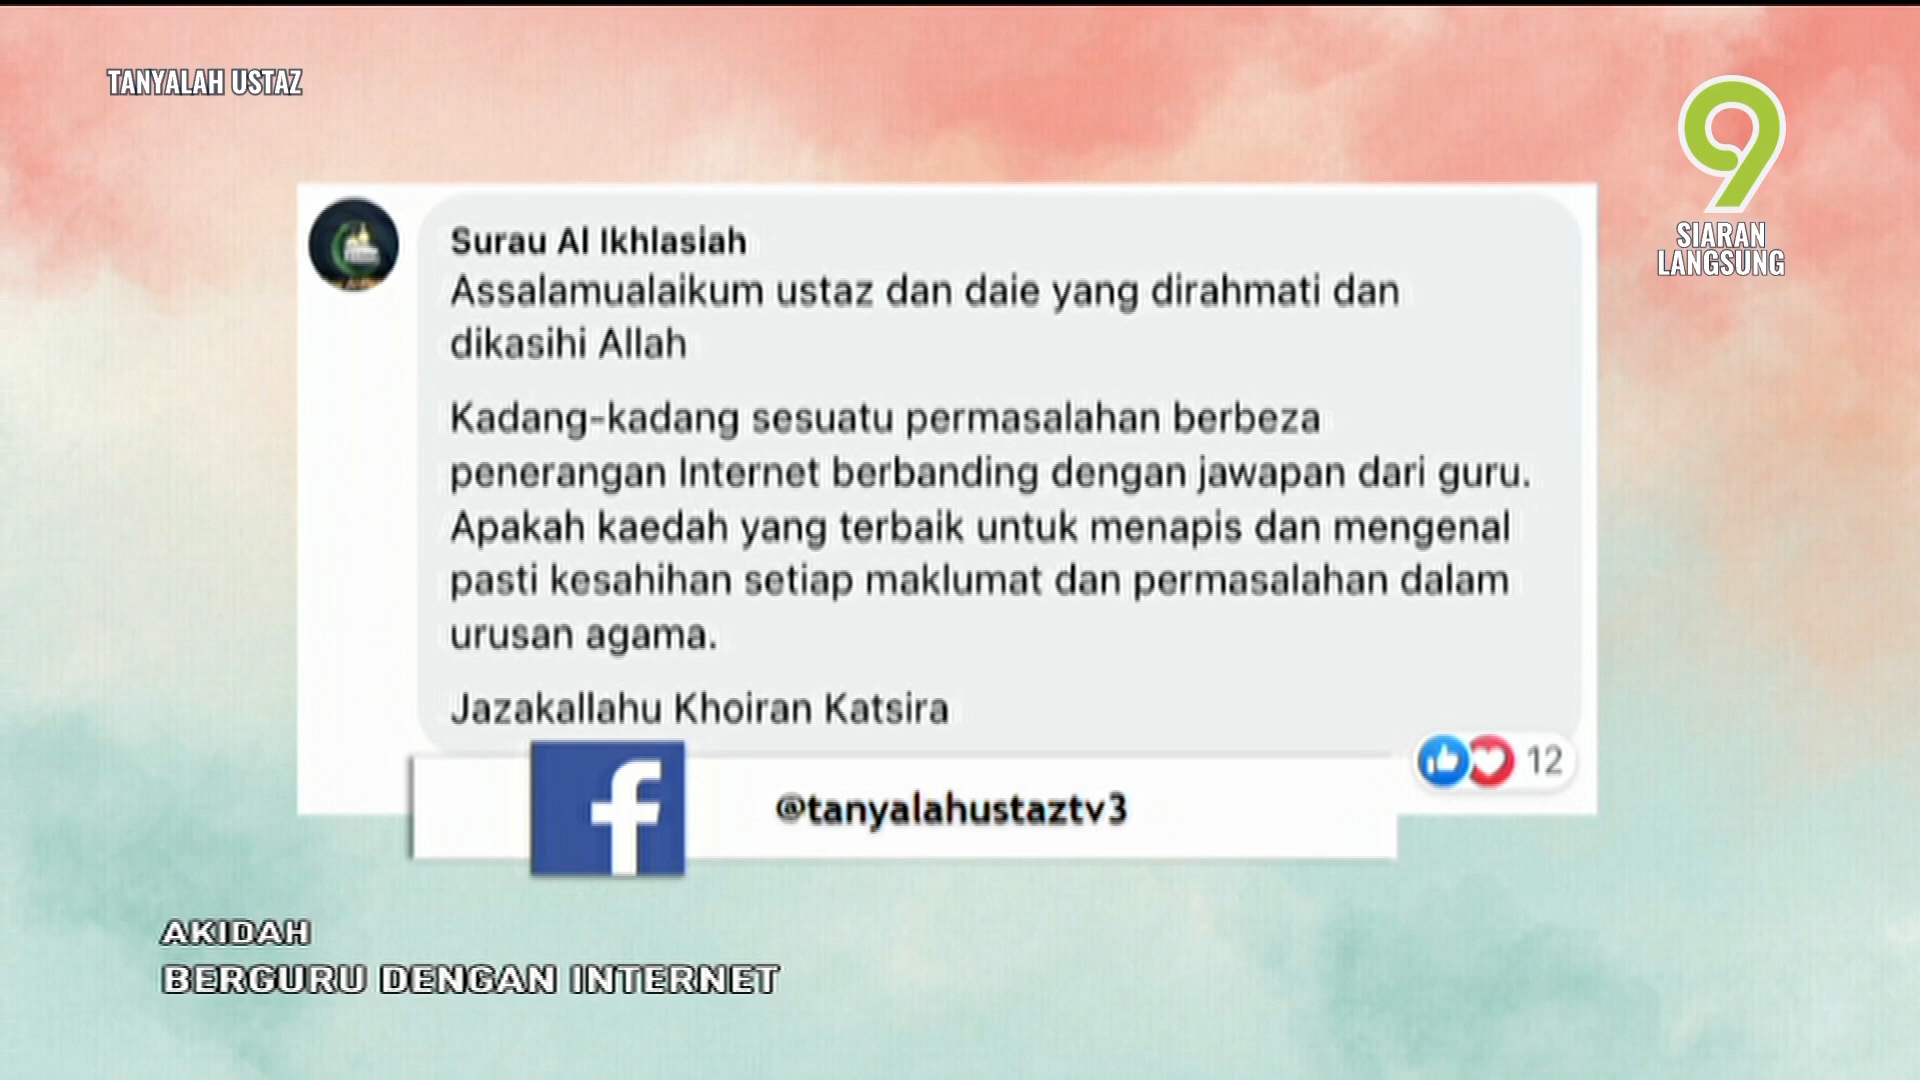 TANYALAH USTAZ
9
SIARAN
LANGSUNG
Surau Al Ikhlasiah
Assalamualaikum ustaz dan daie yang dirahmati dan
dikasihi Allah
Kadang-kadang sesuatu permasalahan berbeza
penerangan Internet berbanding dengan jawapan dari guru.
Apakah kaedah yang terbaik untuk menapis dan mengenal
pasti kesahihan setiap maklumat dan permasalahan dalam
urusan agama.
Jazakallahu Khoiran Katsira
12
f
@tanyalahustaztv3
AKIDAH
BERGURU DENGAN INTERNET